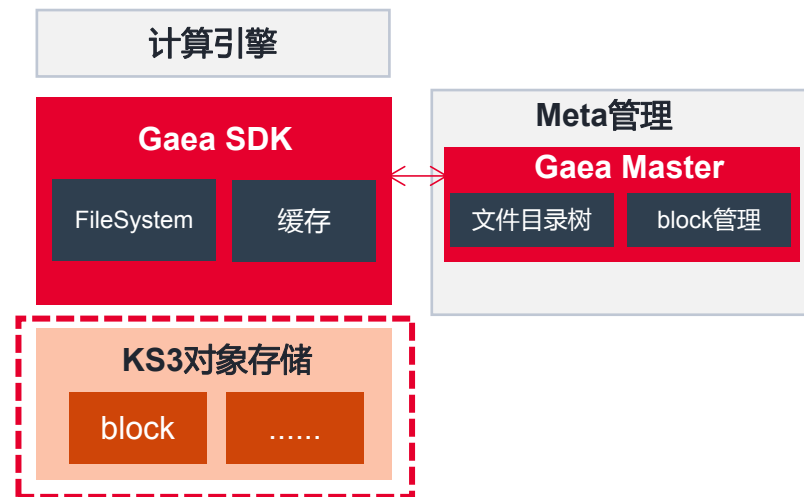 计算引擎
Gaea SDK
FileSystem
缓存
Meta管理
Gaea Master
文件目录树
block管理
KS3对象存储
block
......